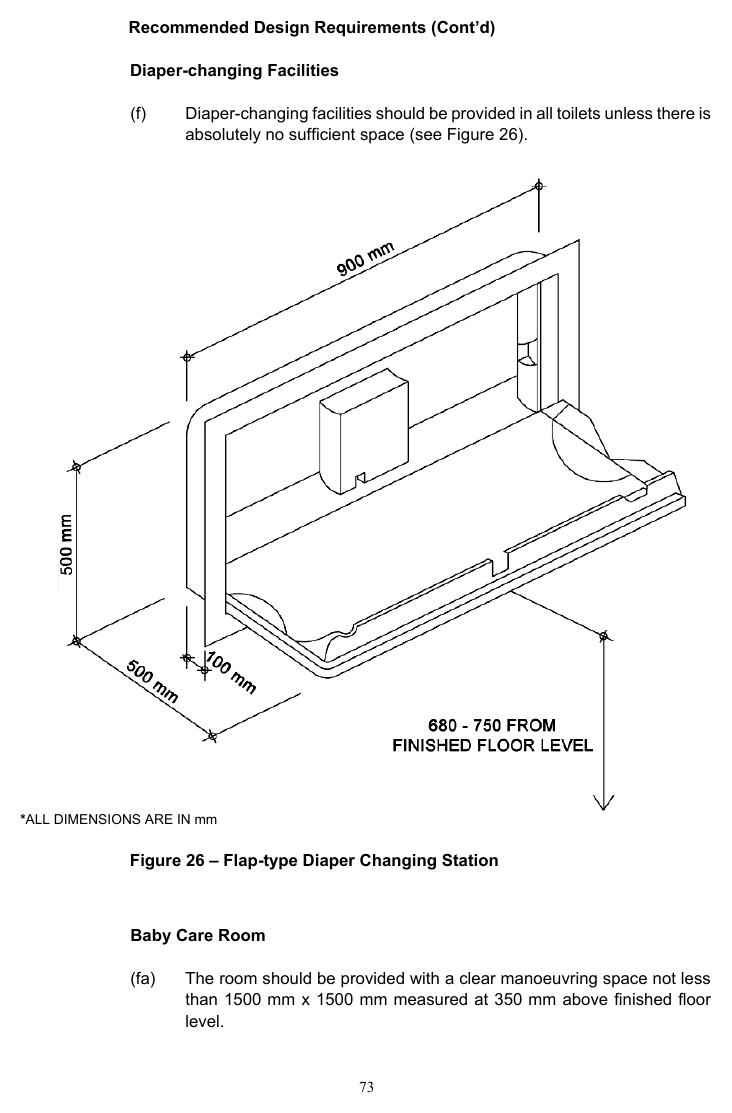 Recommended Design Requirements (Cont’d)
Diaper-changing Facilities
(f) Diaper-changing facilities should be provided in all toilets unless there is
absolutely no sufficient space (see Figure 26).
900 mm
500 mm
500 mm
100 mm
680 - 750 FROM
FINISHED FLOOR LEVEL
*ALL DIMENSIONS ARE IN mm
Figure 26 – Flap-type Diaper Changing Station
Baby Care Room
(fa) The room should be provided with a clear manoeuvring space not less
than 1500 mm x 1500 mm measured at 350 mm above finished floor
level.
73